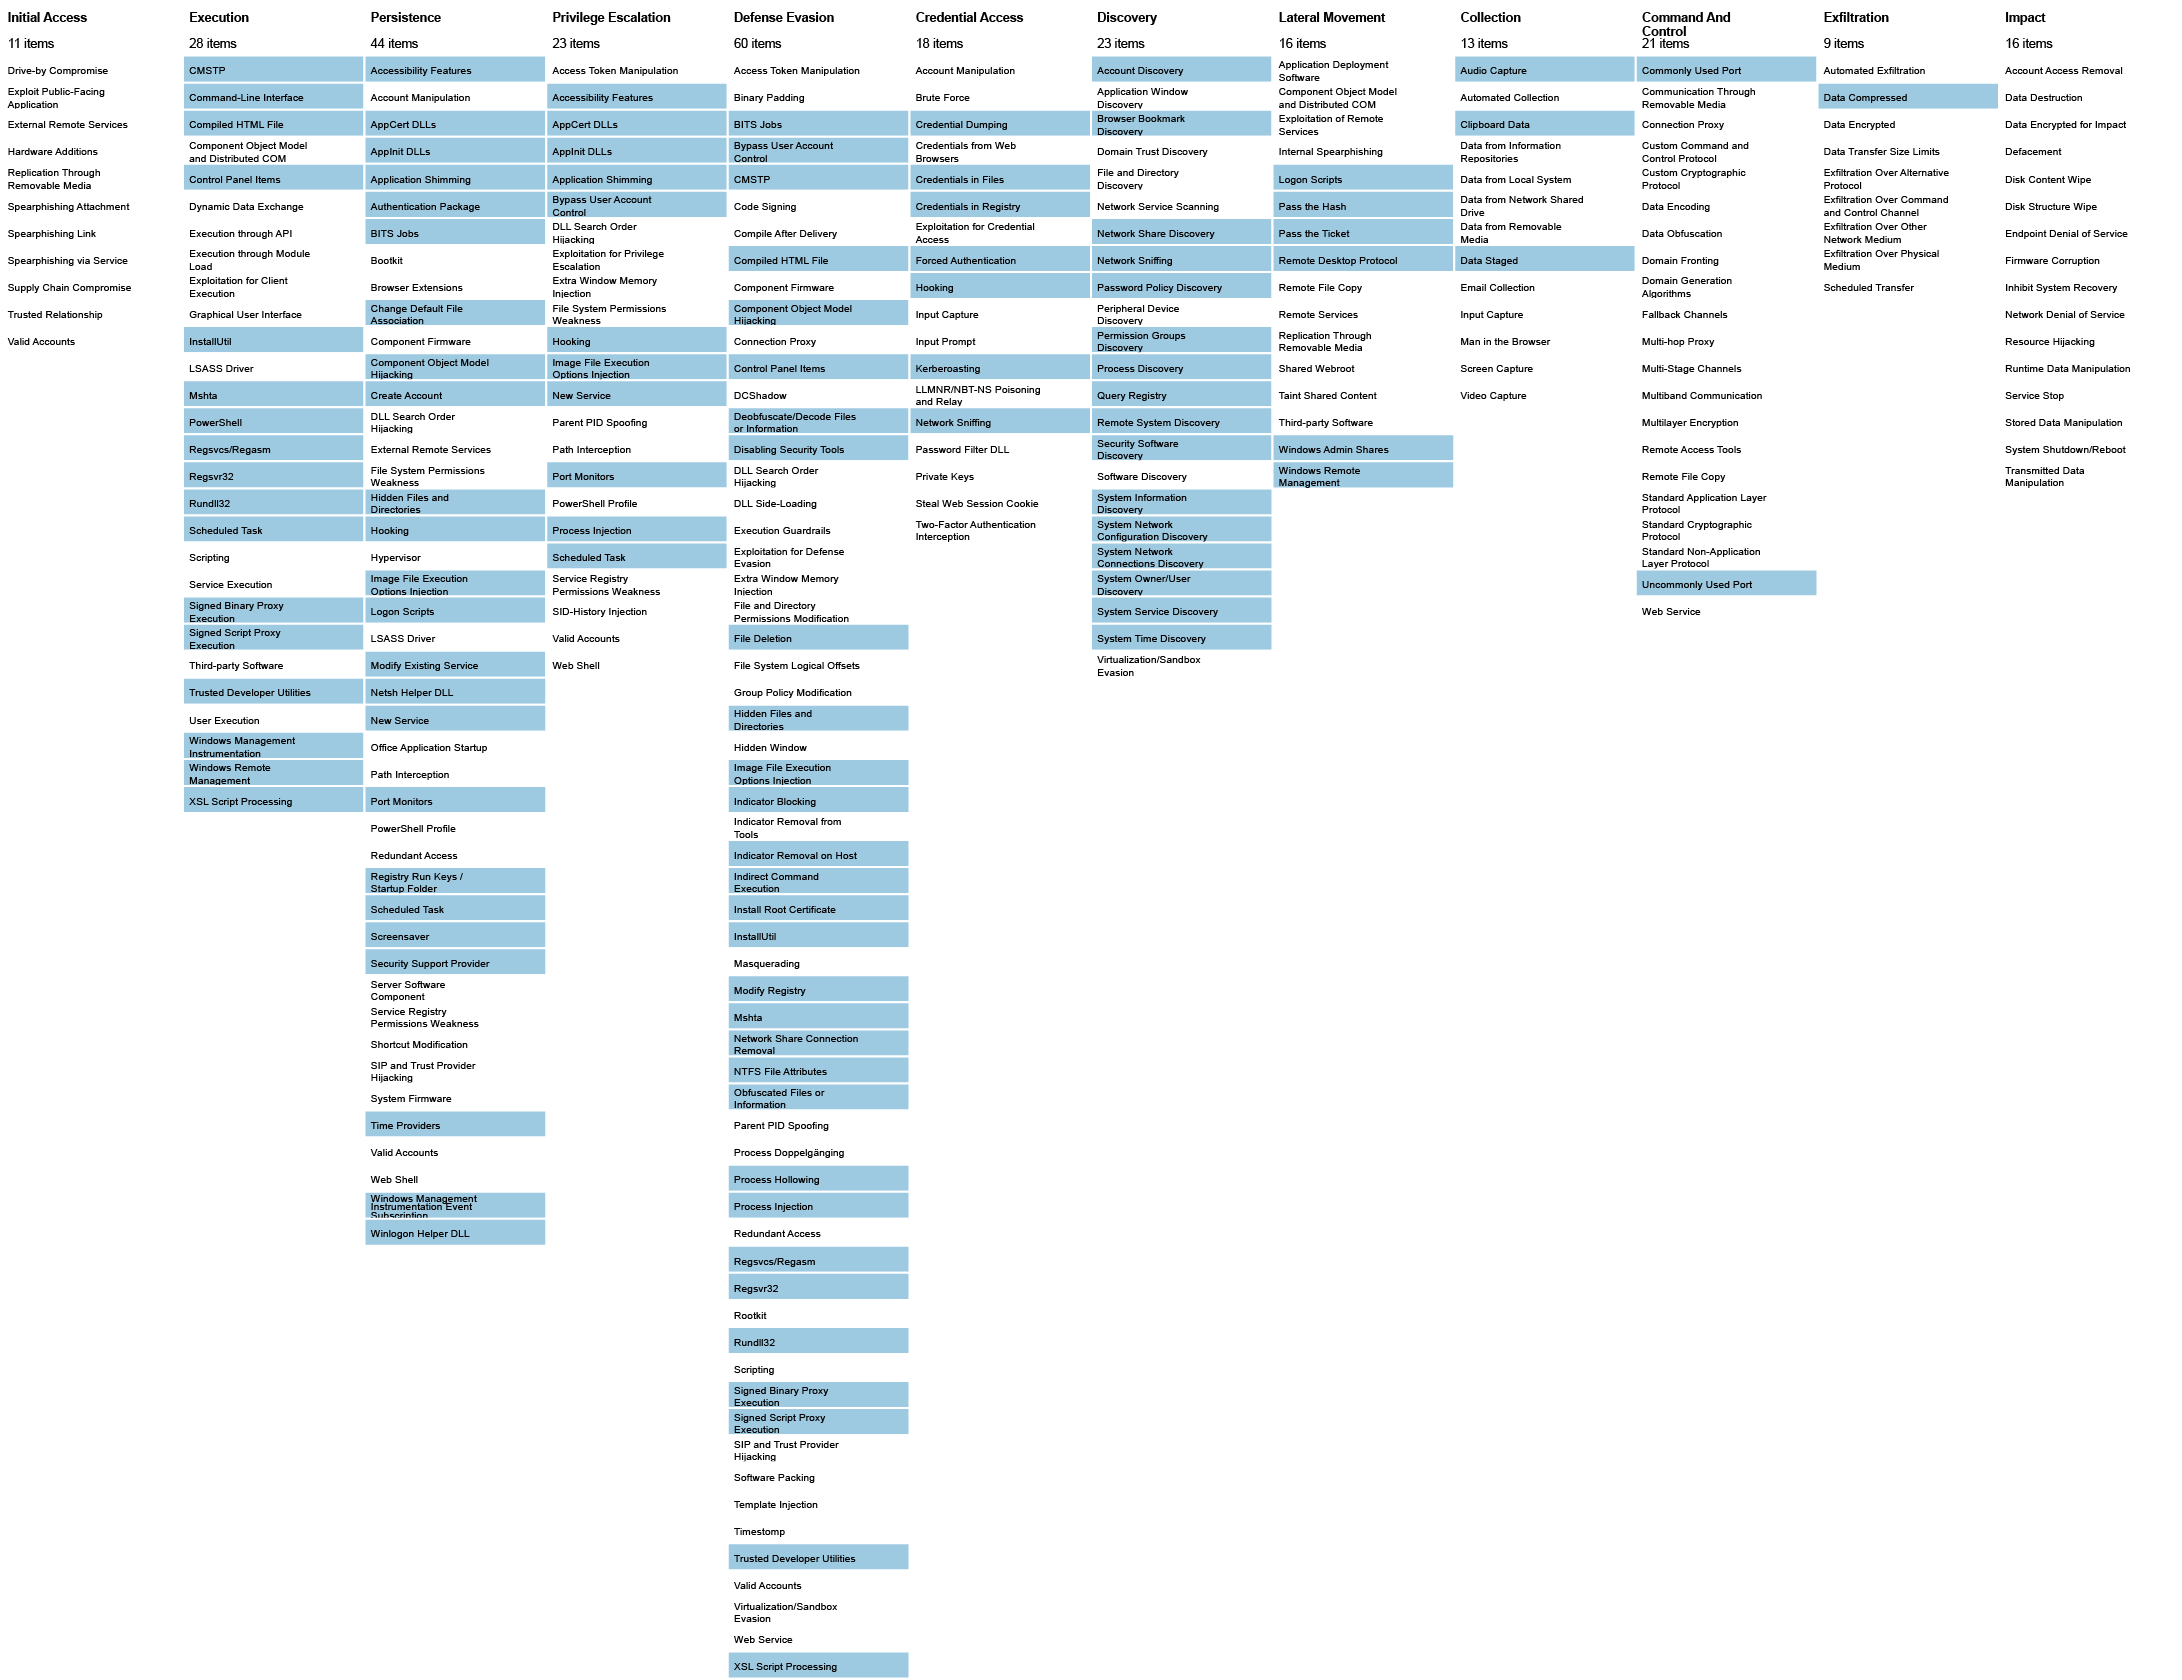 Initial Access
11 items
Drive-by Compromise
Exploit Public-Facing
Application
External Remote Services
Hardware Additions
Replication Through
Removable Media
Spearphishing Attachment
Spearphishing Link
Spearphishing via Service
Supply Chain Compromise
Trusted Relationship
Valid Accounts
Execution
28 items
CMSTP
Command-Line Interface
Compiled HTML File
Component Object Model
and Distributed COM
Control Panel Items
Dynamic Data Exchange
Execution through API
Execution through Module
Load
Exploitation for Client
Execution
Graphical User Interface
InstallUtil
LSASS Driver
Mshta
PowerShell
Regsvcs/Regasm
Regsvr32
Rundll32
Scheduled Task
Scripting
Service Execution
Signed Binary Proxy
Execution
Signed Script Proxy
Execution
Third-party Software
Trusted Developer Utilities
User Execution
Windows Management
Instrumentation
Windows Remote
Management
XSL Script Processing
Persistence
44 items
Accessibility Features
Account Manipulation
AppCert DLLs
AppInit DLLs
Application Shimming
Authentication Package
BITS Jobs
Bootkit
Browser Extensions
Change Default File
Association
Component Firmware
Component Object Model
Hijacking
Create Account
DLL Search Order
Hijacking
External Remote Services
File System Permissions
Weakness
Hidden Files and
Directories
Hooking
Hypervisor
Image File Execution
Options Injection
Logon Scripts
LSASS Driver
Modify Existing Service
Netsh Helper DLL
New Service
Office Application Startup
Path Interception
Port Monitors
PowerShell Profile
Redundant Access
Registry Run Keys /
Startup Folder
Scheduled Task
Screensaver
Security Support Provider
Server Software
Component
Service Registry
Permissions Weakness
Shortcut Modification
SIP and Trust Provider
Hijacking
System Firmware
Time Providers
Valid Accounts
Web Shell
Windows Management
Instrumentation Event
Subscription
Winlogon Helper DLL
Privilege Escalation
23 items
Access Token Manipulation
Accessibility Features
AppCert DLLs
AppInit DLLs
Application Shimming
Bypass User Account
Control
DLL Search Order
Hijacking
Exploitation for Privilege
Escalation
Extra Window Memory
Injection
File System Permissions
Weakness
Hooking
Image File Execution
Options Injection
New Service
Parent PID Spoofing
Path Interception
Port Monitors
PowerShell Profile
Process Injection
Scheduled Task
Service Registry
Permissions Weakness
SID-History Injection
Valid Accounts
Web Shell
Defense Evasion
60 items
Access Token Manipulation
Binary Padding
BITS Jobs
Bypass User Account
Control
CMSTP
Code Signing
Compile After Delivery
Compiled HTML File
Component Firmware
Component Object Model
Hijacking
Connection Proxy
Control Panel Items
DCShadow
Deobfuscate/Decode Files
or Information
Disabling Security Tools
DLL Search Order
Hijacking
DLL Side-Loading
Execution Guardrails
Exploitation for Defense
Evasion
Extra Window Memory
Injection
File and Directory
Permissions Modification
File Deletion
File System Logical Offsets
Group Policy Modification
Hidden Files and
Directories
Hidden Window
Image File Execution
Options Injection
Indicator Blocking
Indicator Removal from
Tools
Indicator Removal on Host
Indirect Command
Execution
Install Root Certificate
InstallUtil
Masquerading
Modify Registry
Mshta
Network Share Connection
Removal
NTFS File Attributes
Obfuscated Files or
Information
Parent PID Spoofing
Process Doppelgänging
Process Hollowing
Process Injection
Redundant Access
Regsvcs/Regasm
Regsvr32
Rootkit
Rundll32
Scripting
Signed Binary Proxy
Execution
Signed Script Proxy
Execution
SIP and Trust Provider
Hijacking
Software Packing
Template Injection
Timestomp
Trusted Developer Utilities
Valid Accounts
Virtualization/Sandbox
Evasion
Web Service
XSL Script Processing
Credential Access
18 items
Account Manipulation
Brute Force
Credential Dumping
Credentials from Web
Browsers
Credentials in Files
Credentials in Registry
Exploitation for Credential
Access
Forced Authentication
Hooking
Input Capture
Input Prompt
Kerberoasting
LLMNR/NBT-NS Poisoning
and Relay
Network Sniffing
Password Filter DLL
Private Keys
Steal Web Session Cookie
Two-Factor Authentication
Interception
Discovery
23 items
Account Discovery
Application Window
Discovery
Browser Bookmark
Discovery
Domain Trust Discovery
File and Directory
Discovery
Network Service Scanning
Network Share Discovery
Network Sniffing
Password Policy Discovery
Peripheral Device
Discovery
Permission Groups
Discovery
Process Discovery
Query Registry
Remote System Discovery
Security Software
Discovery
Software Discovery
System Information
Discovery
System Network
Configuration Discovery
System Network
Connections Discovery
System Owner/User
Discovery
System Service Discovery
System Time Discovery
Virtualization/Sandbox
Evasion
Lateral Movement
16 items
Application Deployment
Software
Component Object Model
and Distributed COM
Exploitation of Remote
Services
Internal Spearphishing
Logon Scripts
Pass the Hash
Pass the Ticket
Remote Desktop Protocol
Remote File Copy
Remote Services
Replication Through
Removable Media
Shared Webroot
Taint Shared Content
Third-party Software
Windows Admin Shares
Windows Remote
Management
Collection
13 items
Audio Capture
Automated Collection
Clipboard Data
Data from Information
Repositories
Data from Local System
Data from Network Shared
Drive
Data from Removable
Media
Data Staged
Email Collection
Input Capture
Man in the Browser
Screen Capture
Video Capture
Command And
Control
21 items
Commonly Used Port
Communication Through
Removable Media
Connection Proxy
Custom Command and
Control Protocol
Custom Cryptographic
Protocol
Data Encoding
Data Obfuscation
Domain Fronting
Domain Generation
Algorithms
Fallback Channels
Multi-hop Proxy
Multi-Stage Channels
Multiband Communication
Multilayer Encryption
Remote Access Tools
Remote File Copy
Standard Application Layer
Protocol
Standard Cryptographic
Protocol
Standard Non-Application
Layer Protocol
Uncommonly Used Port
Web Service
Exfiltration
9 items
Automated Exfiltration
Data Compressed
Data Encrypted
Data Transfer Size Limits
Exfiltration Over Alternative
Protocol
Exfiltration Over Command
and Control Channel
Exfiltration Over Other
Network Medium
Exfiltration Over Physical
Medium
Scheduled Transfer
Impact
16 items
Account Access Removal
Data Destruction
Data Encrypted for Impact
Defacement
Disk Content Wipe
Disk Structure Wipe
Endpoint Denial of Service
Firmware Corruption
Inhibit System Recovery
Network Denial of Service
Resource Hijacking
Runtime Data Manipulation
Service Stop
Stored Data Manipulation
System Shutdown/Reboot
Transmitted Data
Manipulation